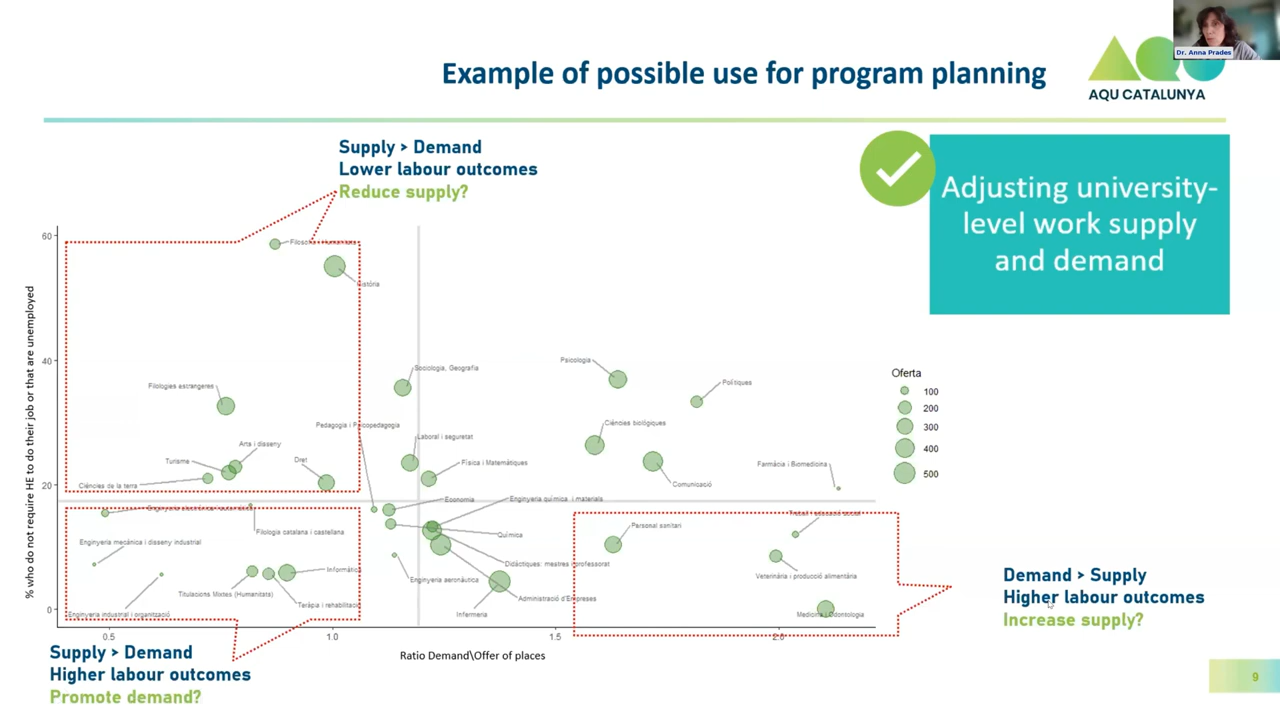 Dr. Anna Prades
Example of possible use for program planning
AQU CATALUNYA
Supply > Demand
Lower labour outcomes
Reduce supply?
Adjusting university-
level work supply
and demand
% who do not require HE to do their job or that are unemployed
60
40
20
0
0.5
1.0
1.5
2.0
Ratio Demand\Offer of places
Història
Sociologia, Geografia
Psicologia
Polítiques
Filologies estrangeres
Pedagogia i Psicopedagogia
Ciències biològiques
Arts i disseny
Laboral i seguretat
Turisme
Dret
Física i Matemàtiques
Farmàcia i Biomedicina
Ciències de la terra
Comunicació
Economia
Enginyeria química i materials
Filologia catalana i castellana
Química
Personal sanitari
Enginyeria mecànica i disseny industrial
Didàctiques: mestres i professorat
Informàtica
Enginyeria aeronàutica
Veterinària i producció alimentària
Titulacions Mixtes (Humanitats)
Teràpia i rehabilitació
Administració d'Empreses
Enginyeria industrial i organització
Infermeria
Medicina i Odontologia
Oferta
100
200
300
400
500
Demand > Supply
Higher labour outcomes
Increase supply?
Supply > Demand
Higher labour outcomes
Promote demand?
9